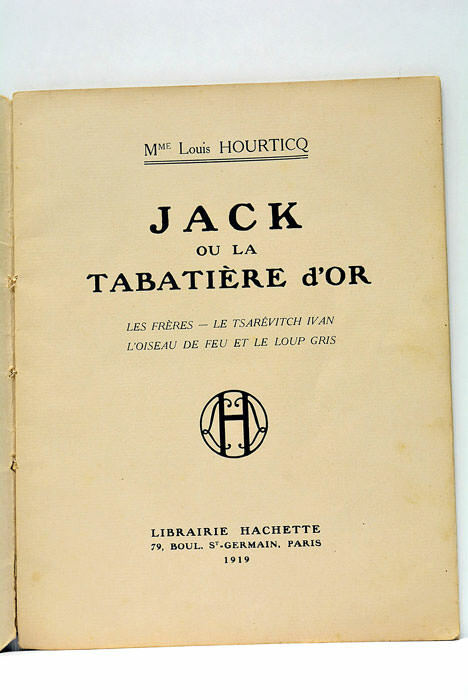 Mᴹᴱ Louis HOURTICQ
JACK
OU LA
TABATIÈRE d'OR
LES FRÈRES — LE TSARÉVITCH IVAN
L'OISEAU DE FEU ET LE LOUP GRIS
H
LIBRAIRIE HACHETTE
79, BOUL. Sᵀ-GERMAIN, PARIS
1919